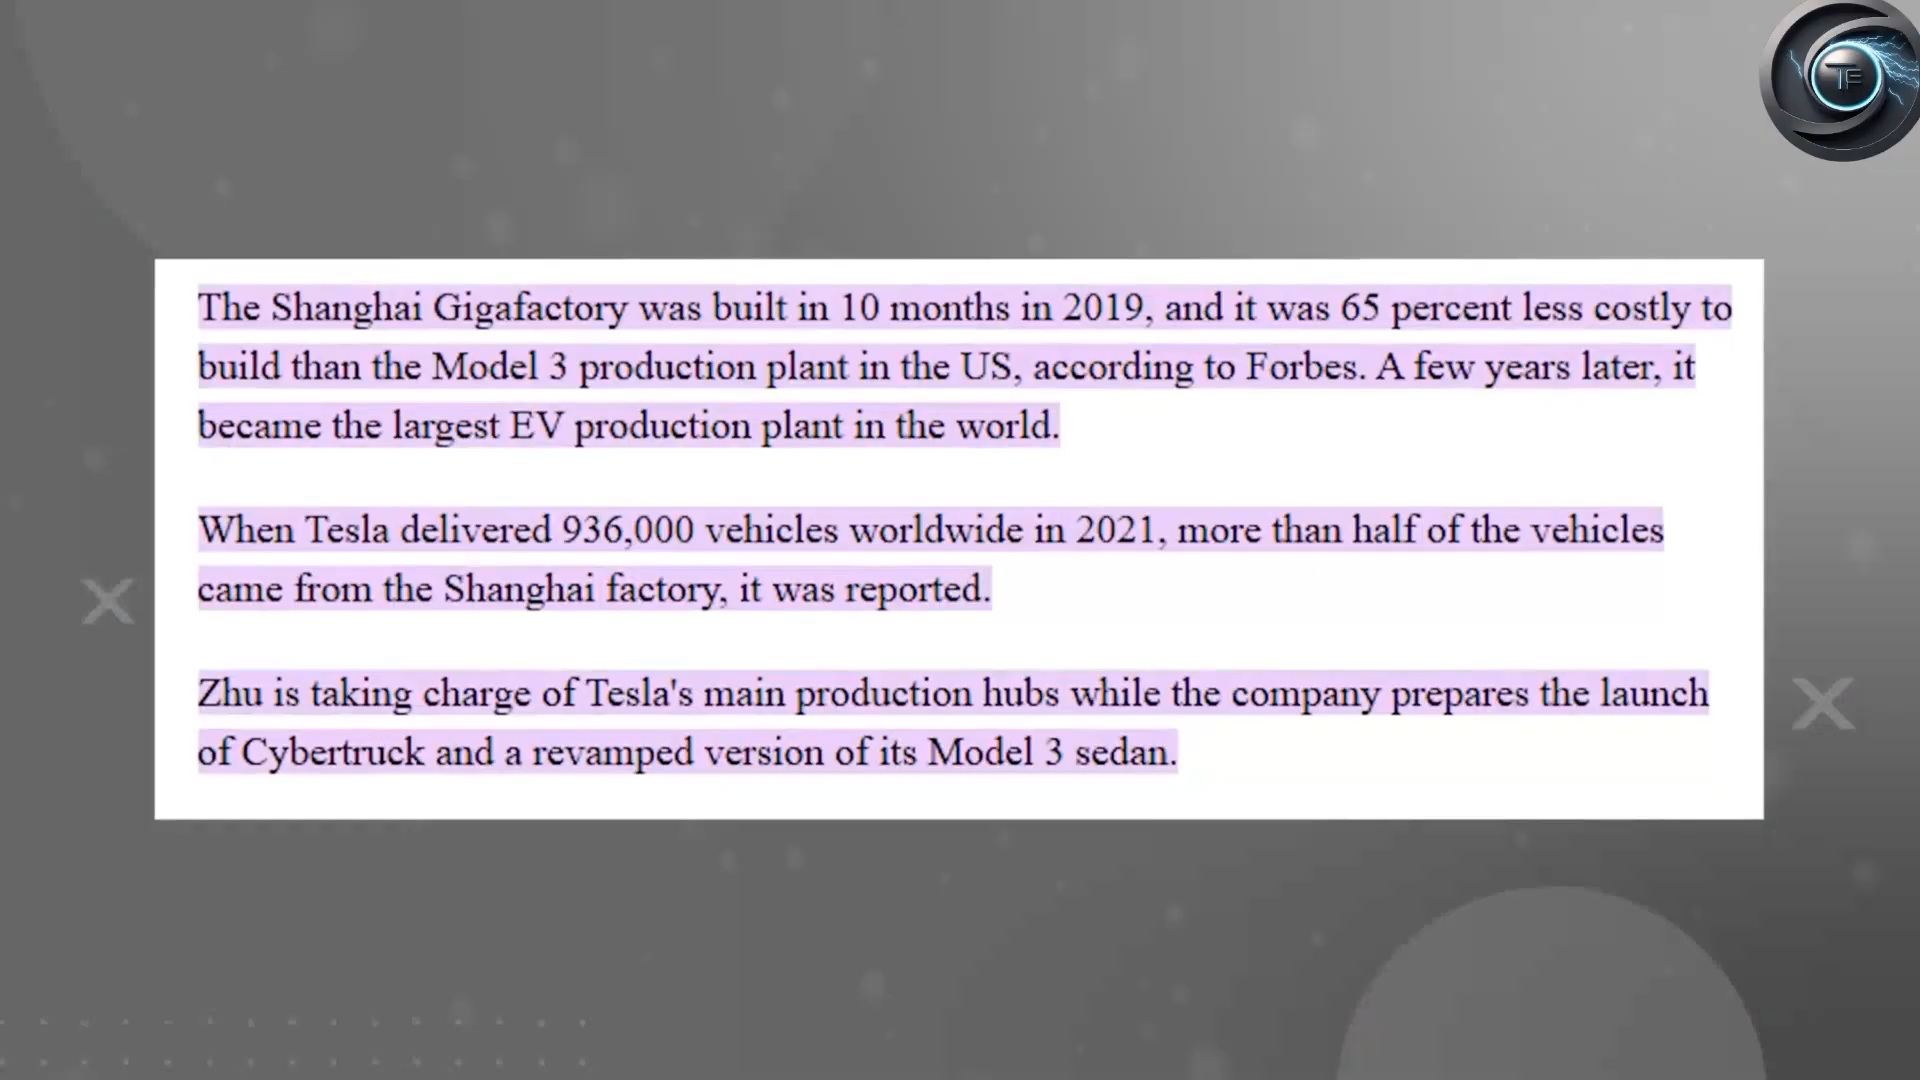 TE
The Shanghai Gigafactory was built in 10 months in 2019, and it was 65 percent less costly to
build than the Model 3 production plant in the US, according to Forbes. A few years later, it
became the largest EV production plant in the world.
When Tesla delivered 936,000 vehicles worldwide in 2021, more than half of the vehicles
came from the Shanghai factory, it was reported.
Zhu is taking charge of Tesla's main production hubs while the company prepares the launch
of Cybertruck and a revamped version of its Model 3 sedan.